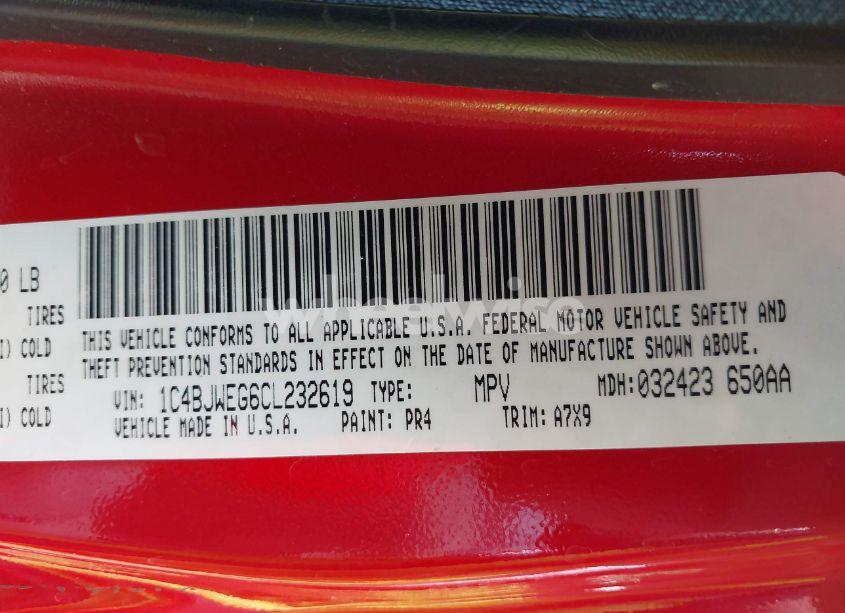 0 LB
TIRES
I) COLD
TIRES
I) COLD
wheelwise
THIS VEHICLE CONFORMS TO ALL APPLICABLE U.S.A. FEDERAL MOTOR VEHICLE SAFETY AND
THEFT PREVENTION STANDARDS IN EFFECT ON THE DATE OF MANUFACTURE SHOWN ABOVE.
VIN: 1C4BJWEG6CL232619 TYPE: MPV MDH: 032423 650AA
VEHICLE MADE IN U.S.A. PAINT: PR4 TRIM: A7X9